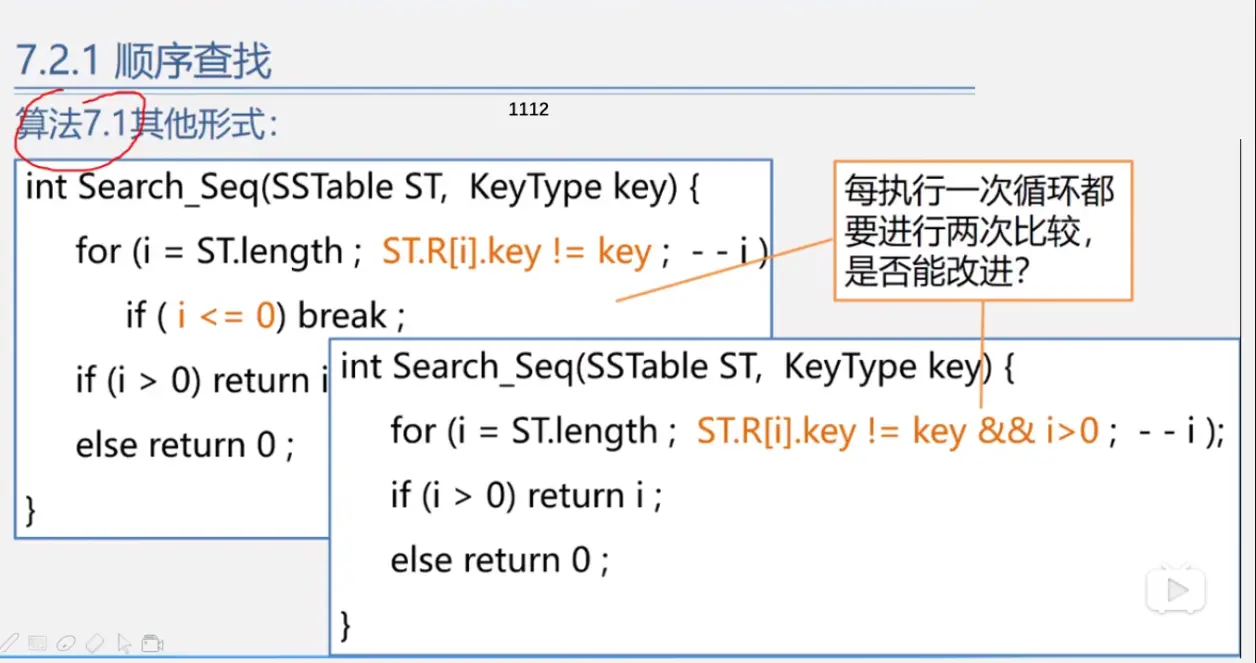 7.2.1 顺序查找
算法7.1其他形式：
1112
int Search_Seq(SSTable ST,  KeyType key) {
for (i = ST.length ;  ST.R[i].key != key ;  - - i )
if ( i <= 0) break ;
if (i > 0) return i
else return 0 ;
}
每执行一次循环都
要进行两次比较，
是否能改进？
int Search_Seq(SSTable ST,  KeyType key) {
for (i = ST.length ;  ST.R[i].key != key && i>0 ;  - - i );
if (i > 0) return i ;
else return 0 ;
}